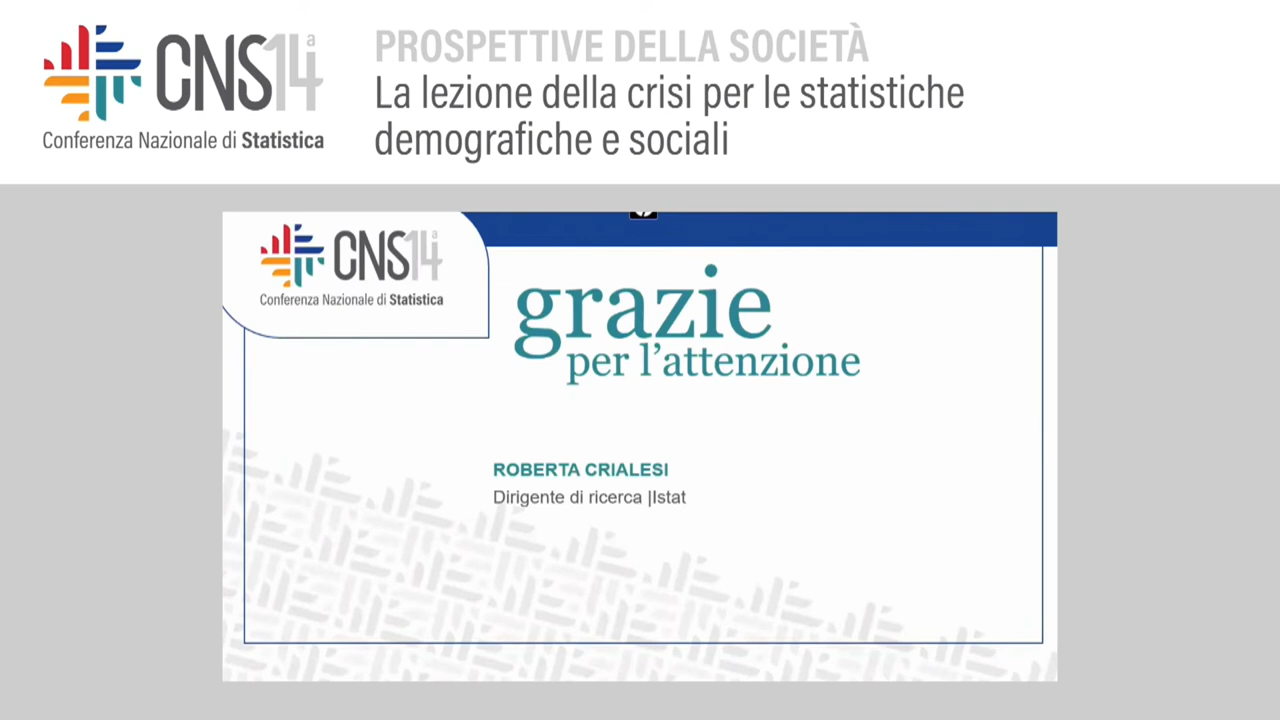 CNS14ª
Conferenza Nazionale di Statistica
PROSPETTIVE DELLA SOCIETÀ
La lezione della crisi per le statistiche
demografiche e sociali
CNS14ª
Conferenza Nazionale di Statistica
grazie
per l’attenzione
ROBERTA CRIALESI
Dirigente di ricerca |Istat